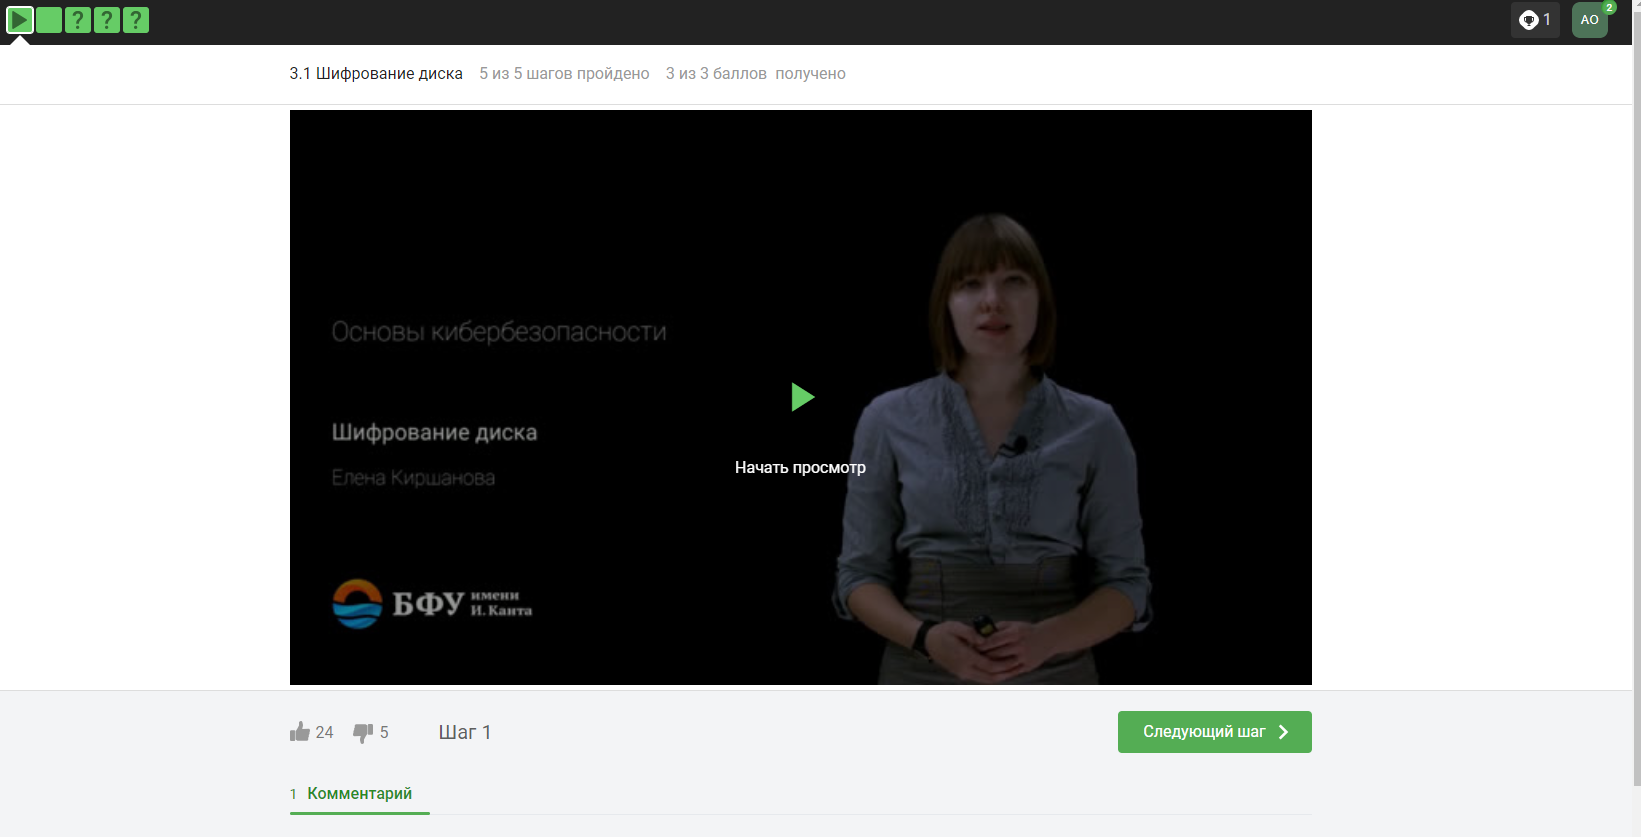 ? ? ?
1
АО
2
3.1 Шифрование диска 5 из 5 шагов пройдено 3 из 3 баллов получено
Основы кибербезопасности
Шифрование диска
Елена Киршанова
Начать просмотр
БФУ имени И. Канта
24 5 Шаг 1 Следующий шаг
1 Комментарий